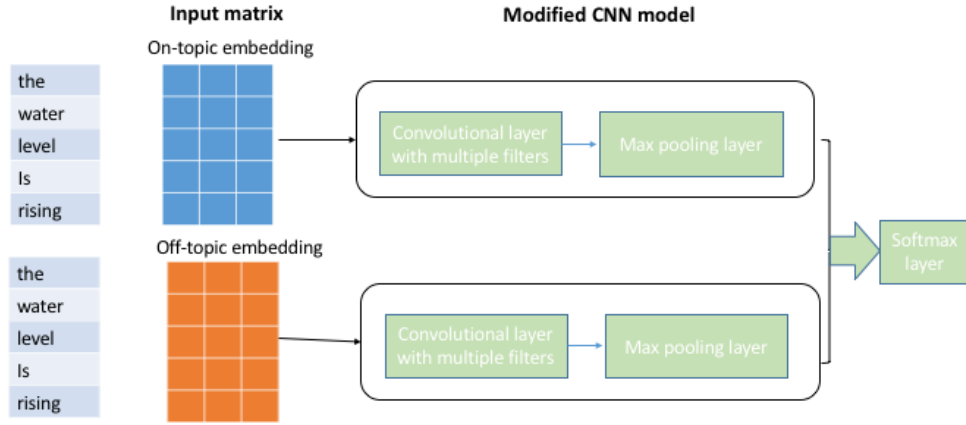 Input matrix
Modified CNN model
On-topic embedding
the
water
level
Is
rising
Convolutional layer
with multiple filters
Max pooling layer
Off-topic embedding
the
water
level
Is
rising
Convolutional layer
with multiple filters
Max pooling layer
Softmax
layer